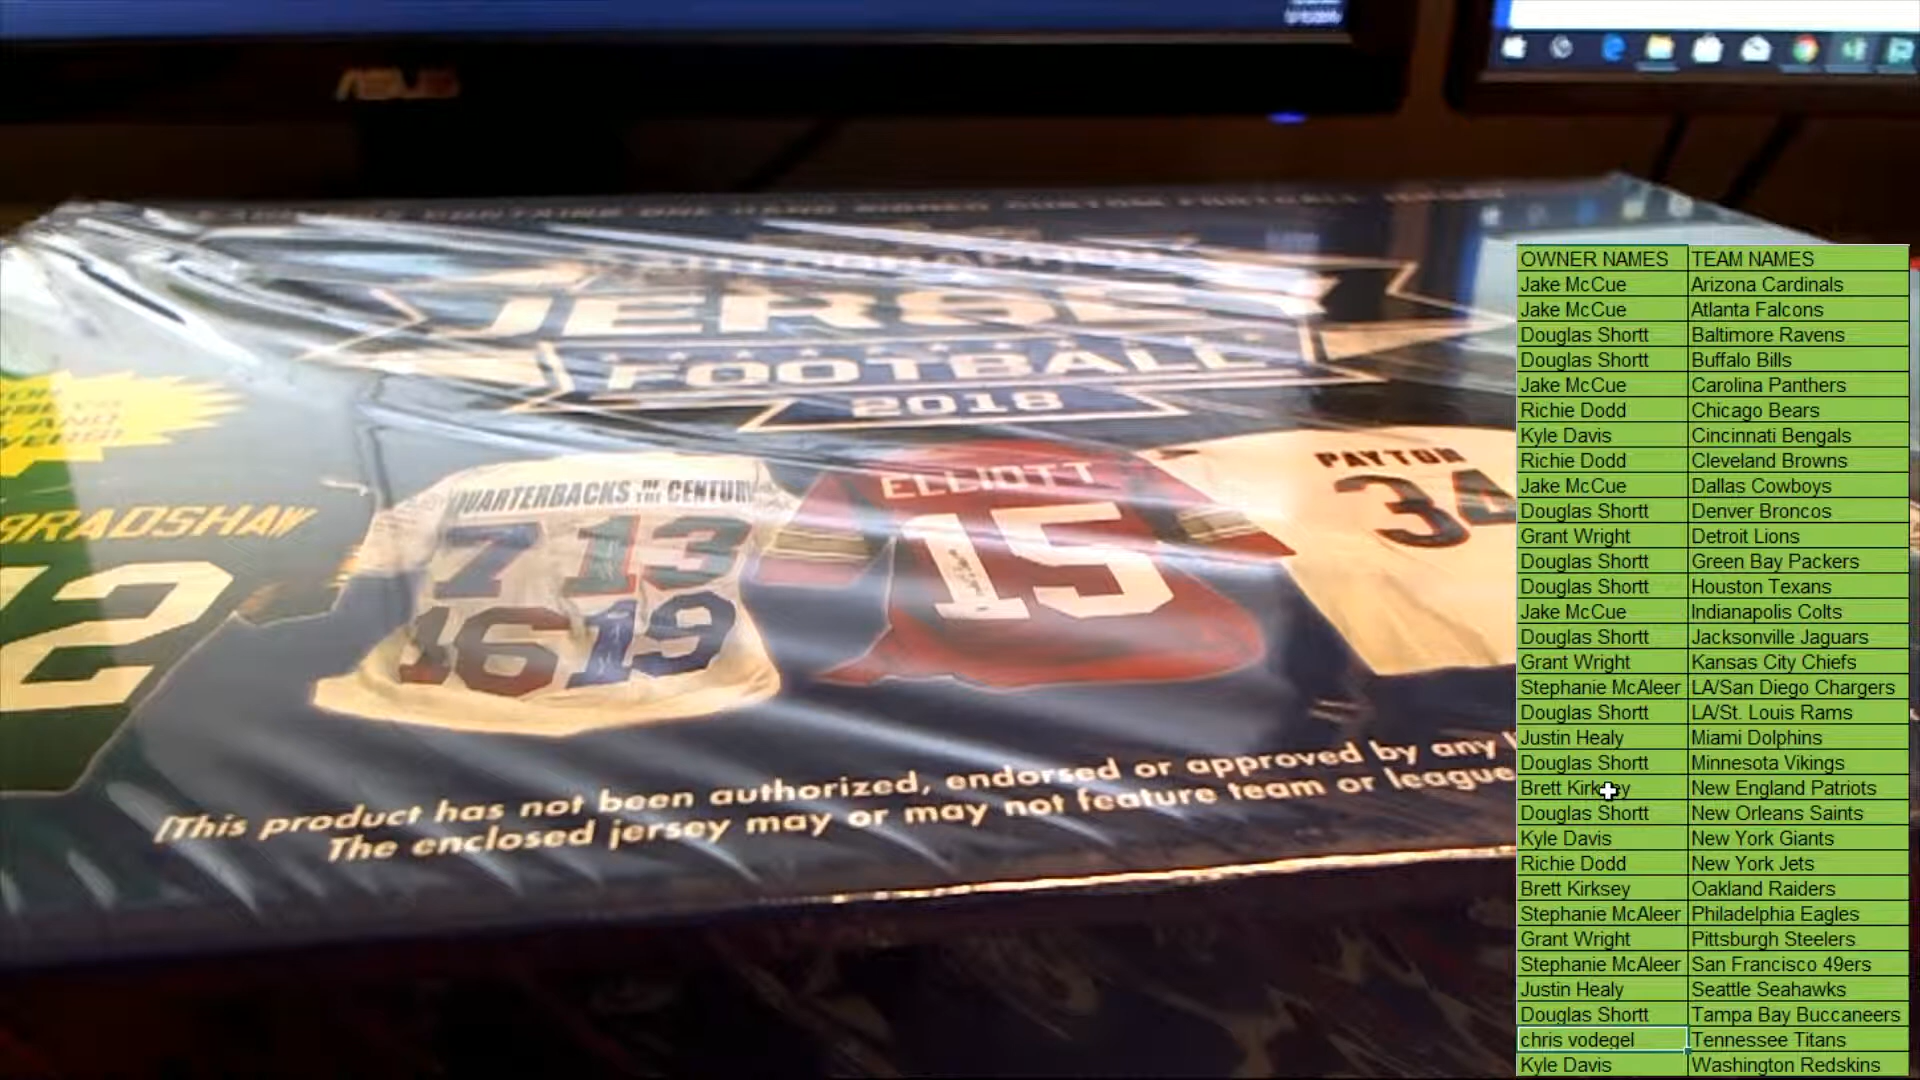 ASUS
JERSEY
FOOTBALL
2018
BRADSHAW
QUARTERBACKS OF THE CENTURY
7 13
16 19
ELLIOTT
15
PAYTON
34
[This product has not been authorized, endorsed or approved by any
The enclosed jersey may or may not feature team or league
OWNER NAMES TEAM NAMES
Jake McCue Arizona Cardinals
Jake McCue Atlanta Falcons
Douglas Shortt Baltimore Ravens
Douglas Shortt Buffalo Bills
Jake McCue Carolina Panthers
Richie Dodd Chicago Bears
Kyle Davis Cincinnati Bengals
Richie Dodd Cleveland Browns
Jake McCue Dallas Cowboys
Douglas Shortt Denver Broncos
Grant Wright Detroit Lions
Douglas Shortt Green Bay Packers
Douglas Shortt Houston Texans
Jake McCue Indianapolis Colts
Douglas Shortt Jacksonville Jaguars
Grant Wright Kansas City Chiefs
Stephanie McAleer LA/San Diego Chargers
Douglas Shortt LA/St. Louis Rams
Justin Healy Miami Dolphins
Douglas Shortt Minnesota Vikings
Brett Kirksey New England Patriots
Douglas Shortt New Orleans Saints
Kyle Davis New York Giants
Richie Dodd New York Jets
Brett Kirksey Oakland Raiders
Stephanie McAleer Philadelphia Eagles
Grant Wright Pittsburgh Steelers
Stephanie McAleer San Francisco 49ers
Justin Healy Seattle Seahawks
Douglas Shortt Tampa Bay Buccaneers
chris vodegel Tennessee Titans
Kyle Davis Washington Redskins